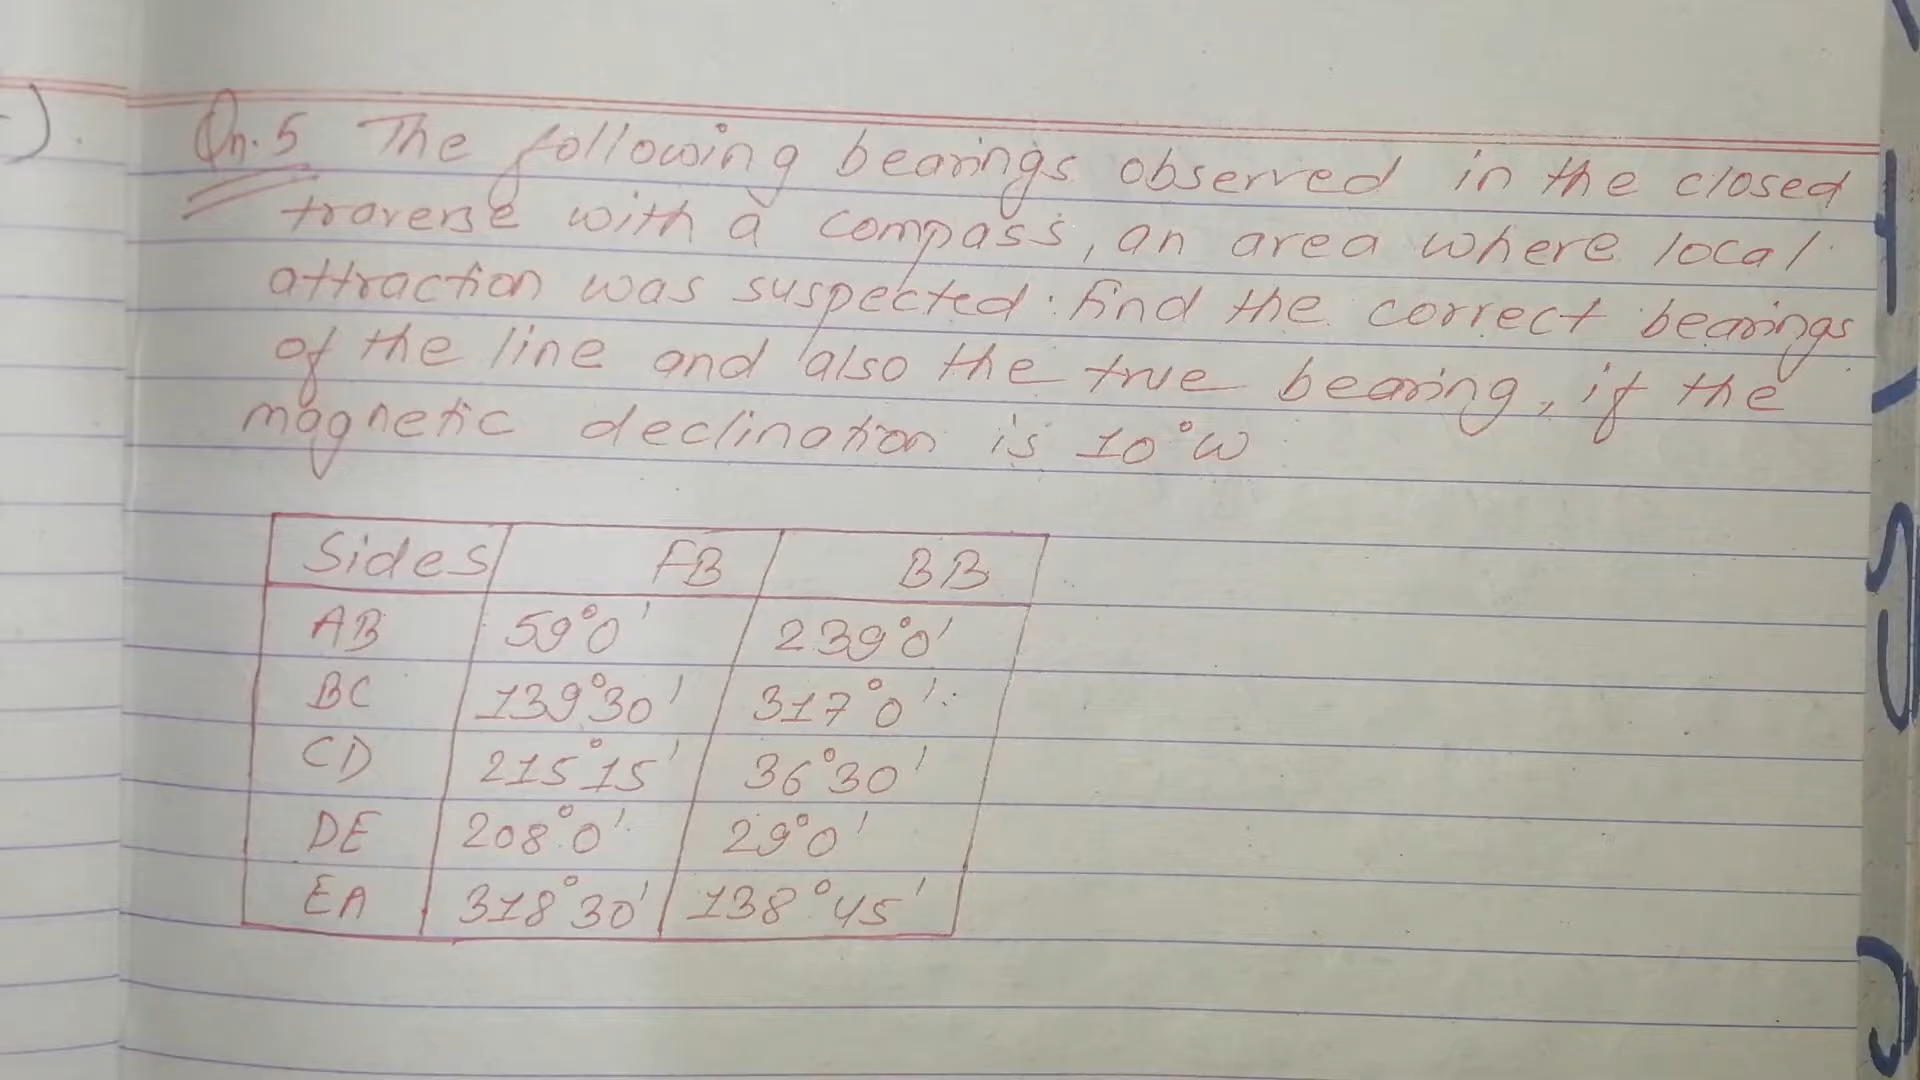 Qn.5 The following bearings observed in the closed
traverse with a compass, an area where local
attraction was suspected. find the correct bearings
of the line and also the true bearing, if the
magnetic declination is 10°W
Sides FB BB
AB 59°0' 239°0'
BC 139°30' 317°0'
CD 215°15' 36°30'
DE 208°0' 29°0'
EA 318°30' 138°45'